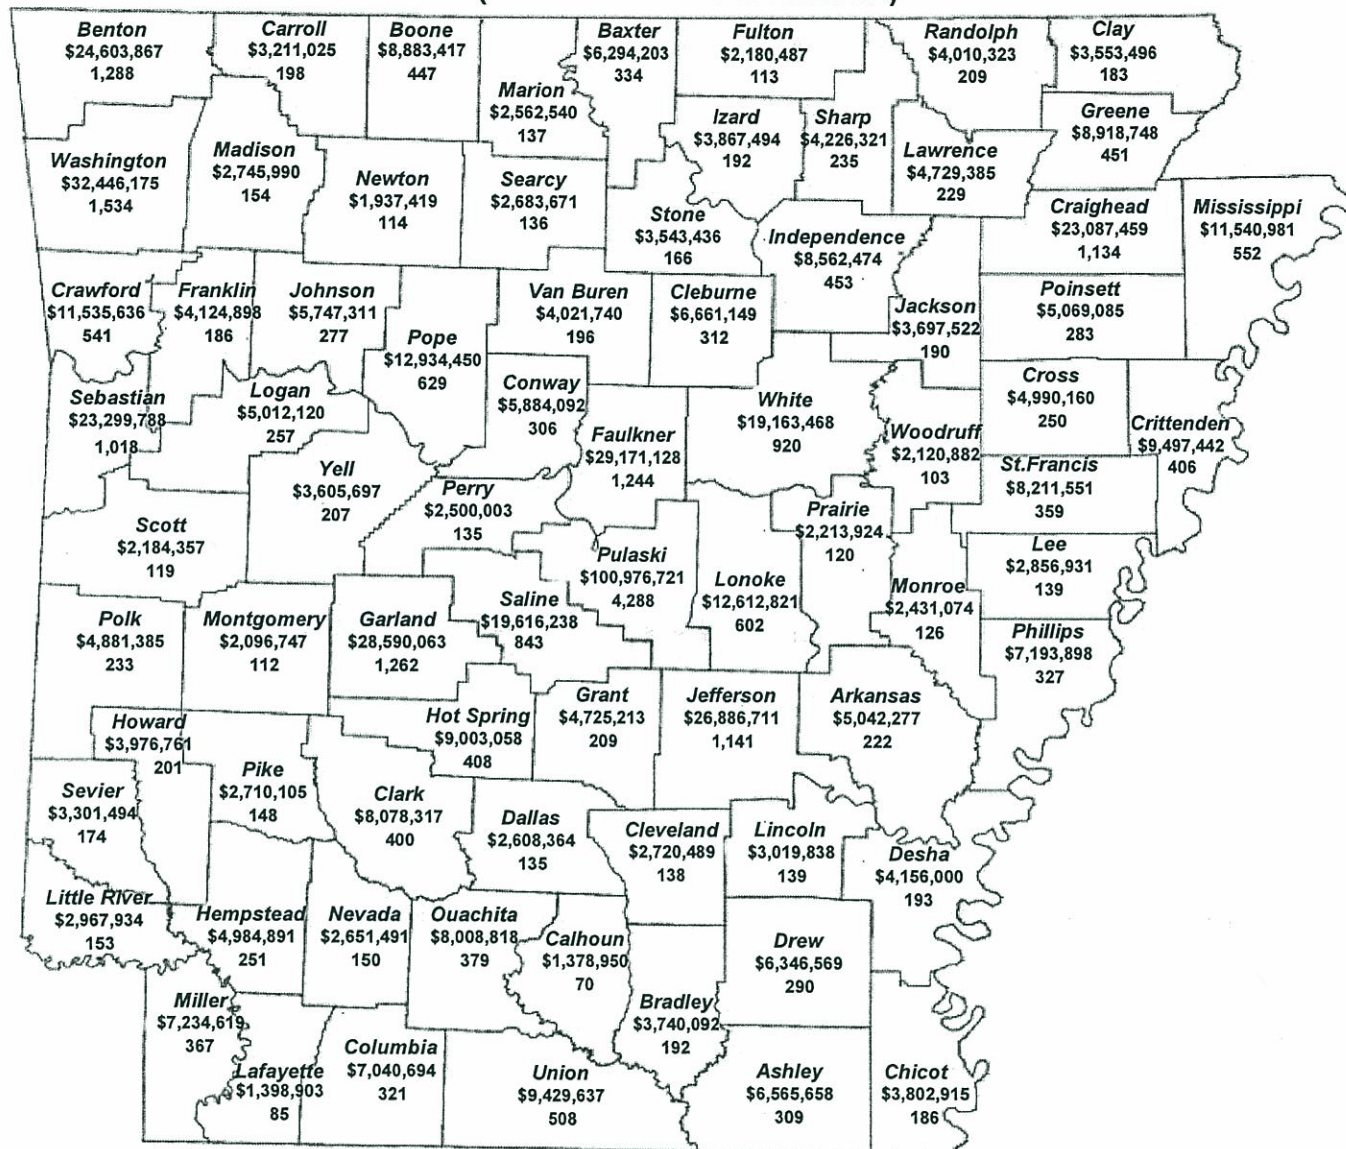 Benton
$24,603,867
1,288
Carroll
$3,211,025
198
Boone
$8,883,417
447
Marion
$2,562,540
137
Baxter
$6,294,203
334
Fulton
$2,180,487
113
Randolph
$4,010,323
209
Clay
$3,553,496
183
Izard
$3,867,494
192
Sharp
$4,226,321
235
Lawrence
$4,729,385
229
Greene
$8,918,748
451
Washington
$32,446,175
1,534
Madison
$2,745,990
154
Newton
$1,937,419
114
Searcy
$2,683,671
136
Stone
$3,543,436
166
Independence
$8,562,474
453
Craighead
$23,087,459
1,134
Mississippi
$11,540,981
552
Crawford
$11,535,636
541
Franklin
$4,124,898
186
Johnson
$5,747,311
277
Pope
$12,934,450
629
Van Buren
$4,021,740
196
Cleburne
$6,661,149
312
Jackson
$3,697,522
190
Poinsett
$5,069,085
283
Sebastian
$23,299,788
1,018
Logan
$5,012,120
257
Conway
$5,884,092
306
Faulkner
$29,171,128
1,244
White
$19,163,468
920
Woodruff
$2,120,882
103
Cross
$4,990,160
250
Crittenden
$9,497,442
406
St.Francis
$8,211,551
359
Yell
$3,605,697
207
Perry
$2,500,003
135
Scott
$2,184,357
119
Pulaski
$100,976,721
4,288
Lonoke
$12,612,821
602
Prairie
$2,213,924
120
Monroe
$2,431,074
126
Lee
$2,856,931
139
Polk
$4,881,385
233
Montgomery
$2,096,747
112
Garland
$28,590,063
1,262
Saline
$19,616,238
843
Phillips
$7,193,898
327
Howard
$3,976,761
201
Hot Spring
$9,003,058
408
Grant
$4,725,213
209
Jefferson
$26,886,711
1,141
Arkansas
$5,042,277
222
Sevier
$3,301,494
174
Pike
$2,710,105
148
Clark
$8,078,317
400
Dallas
$2,608,364
135
Cleveland
$2,720,489
138
Lincoln
$3,019,838
139
Desha
$4,156,000
193
Little River
$2,967,934
153
Hempstead
$4,984,891
251
Nevada
$2,651,491
150
Ouachita
$8,008,818
379
Calhoun
$1,378,950
70
Drew
$6,346,569
290
Miller
$7,234,619
367
Bradley
$3,740,092
192
Lafayette
$1,398,903
85
Columbia
$7,040,694
321
Union
$9,429,637
508
Ashley
$6,565,658
309
Chicot
$3,802,915
186